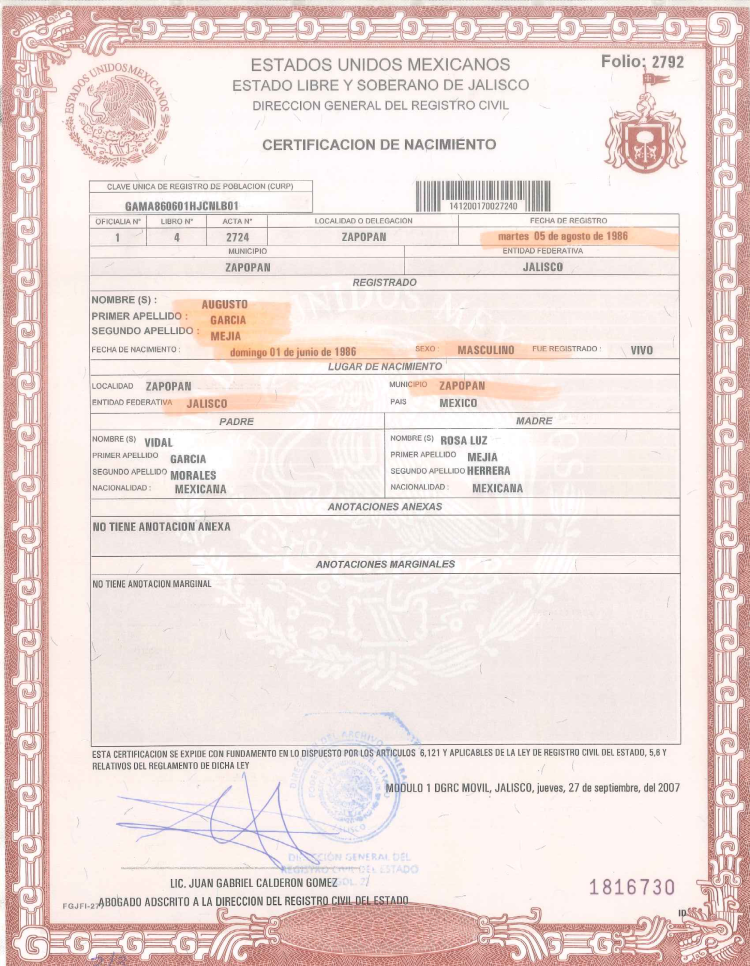 ESTADOS UNIDOS MEXICANOS
ESTADOS UNIDOS MEXICANOS
ESTADO LIBRE Y SOBERANO DE JALISCO
DIRECCION GENERAL DEL REGISTRO CIVIL
Folio: 2792
CERTIFICACION DE NACIMIENTO
CLAVE UNICA DE REGISTRO DE POBLACION (CURP)
GAMA860601HJCNLB01
141200170027240
OFICIALIA N° LIBRO N° ACTA N° LOCALIDAD O DELEGACION FECHA DE REGISTRO
1 4 2724 ZAPOPAN martes 05 de agosto de 1986
MUNICIPIO ENTIDAD FEDERATIVA
ZAPOPAN JALISCO
REGISTRADO
NOMBRE (S) : AUGUSTO
PRIMER APELLIDO : GARCIA
SEGUNDO APELLIDO : MEJIA
FECHA DE NACIMIENTO : domingo 01 de junio de 1986 SEXO : MASCULINO FUE REGISTRADO : VIVO
LUGAR DE NACIMIENTO
LOCALIDAD ZAPOPAN MUNICIPIO ZAPOPAN
ENTIDAD FEDERATIVA JALISCO PAIS MEXICO
PADRE MADRE
NOMBRE (S) VIDAL NOMBRE (S) ROSA LUZ
PRIMER APELLIDO GARCIA PRIMER APELLIDO MEJIA
SEGUNDO APELLIDO MORALES SEGUNDO APELLIDO HERRERA
NACIONALIDAD : MEXICANA NACIONALIDAD : MEXICANA
ANOTACIONES ANEXAS
NO TIENE ANOTACION ANEXA
ANOTACIONES MARGINALES
NO TIENE ANOTACION MARGINAL
ESTA CERTIFICACION SE EXPIDE CON FUNDAMENTO EN LO DISPUESTO POR LOS ARTICULOS 6,121 Y APLICABLES DE LA LEY DE REGISTRO CIVIL DEL ESTADO, 5,6 Y
RELATIVOS DEL REGLAMENTO DE DICHA LEY
MODULO 1 DGRC MOVIL, JALISCO, jueves, 27 de septiembre, del 2007
DIRECCIÓN GENERAL DEL
REGISTRO CIVIL DEL ESTADO
LIC. JUAN GABRIEL CALDERON GOMEZ
ABOGADO ADSCRITO A LA DIRECCION DEL REGISTRO CIVIL DEL ESTADO
1816730